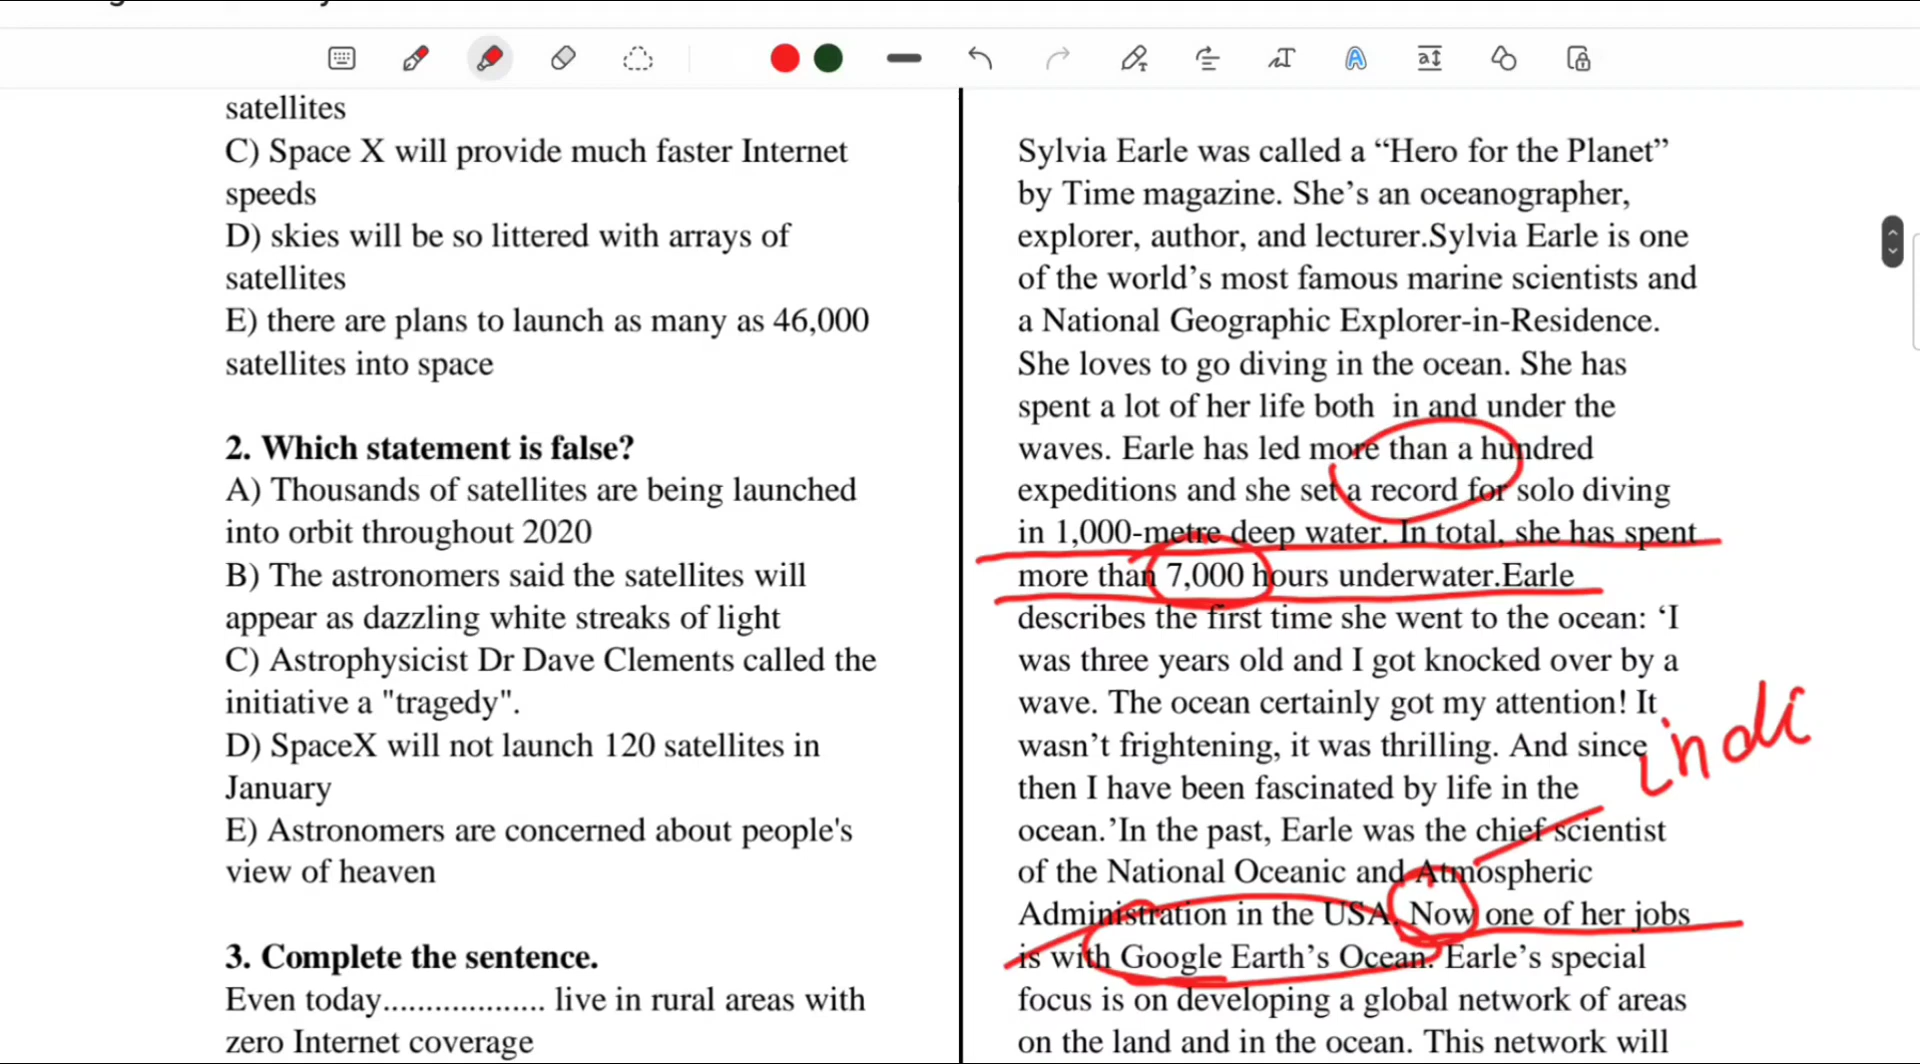 satellites
C) Space X will provide much faster Internet
speeds
D) skies will be so littered with arrays of
satellites
E) there are plans to launch as many as 46,000
satellites into space
2. Which statement is false?
A) Thousands of satellites are being launched
into orbit throughout 2020
B) The astronomers said the satellites will
appear as dazzling white streaks of light
C) Astrophysicist Dr Dave Clements called the
initiative a "tragedy".
D) SpaceX will not launch 120 satellites in
January
E) Astronomers are concerned about people's
view of heaven
3. Complete the sentence.
Even today................... live in rural areas with
zero Internet coverage
Sylvia Earle was called a “Hero for the Planet”
by Time magazine. She’s an oceanographer,
explorer, author, and lecturer.Sylvia Earle is one
of the world’s most famous marine scientists and
a National Geographic Explorer-in-Residence.
She loves to go diving in the ocean. She has
spent a lot of her life both in and under the
waves. Earle has led more than a hundred
expeditions and she set a record for solo diving
in 1,000-metre deep water. In total, she has spent
more than 7,000 hours underwater.Earle
describes the first time she went to the ocean: ‘I
was three years old and I got knocked over by a
wave. The ocean certainly got my attention! It
wasn’t frightening, it was thrilling. And since
then I have been fascinated by life in the
ocean.’In the past, Earle was the chief scientist
of the National Oceanic and Atmospheric
Administration in the USA. Now one of her jobs
is with Google Earth’s Ocean. Earle’s special
focus is on developing a global network of areas
on the land and in the ocean. This network will
indi